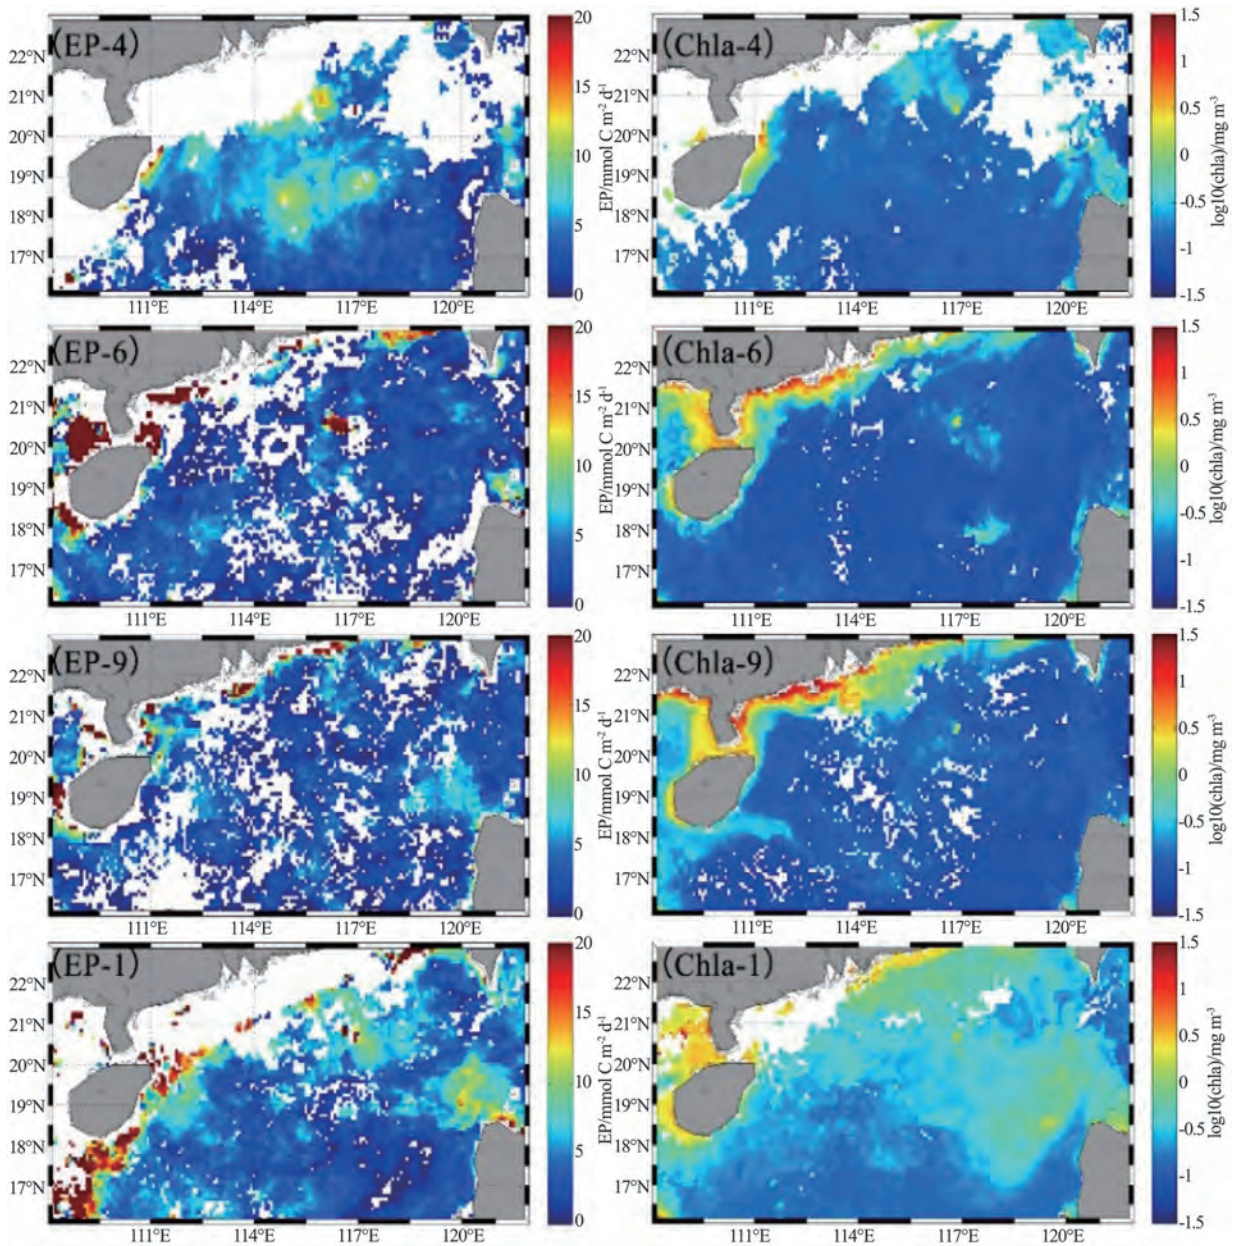 (EP-4)
22°N
21°N
20°N
19°N
18°N
17°N
111°E 114°E 117°E 120°E
20
15
10
5
0
EP/mmol C m⁻² d⁻¹
(Chla-4)
22°N
21°N
20°N
19°N
18°N
17°N
111°E 114°E 117°E 120°E
1.5
1
0.5
0
-0.5
-1
-1.5
log10(chla)/mg m⁻³
(EP-6)
22°N
21°N
20°N
19°N
18°N
17°N
111°E 114°E 117°E 120°E
20
15
10
5
0
EP/mmol C m⁻² d⁻¹
(Chla-6)
22°N
21°N
20°N
19°N
18°N
17°N
111°E 114°E 117°E 120°E
1.5
1
0.5
0
-0.5
-1
-1.5
log10(chla)/mg m⁻³
(EP-9)
22°N
21°N
20°N
19°N
18°N
17°N
111°E 114°E 117°E 120°E
20
15
10
5
0
EP/mmol C m⁻² d⁻¹
(Chla-9)
22°N
21°N
20°N
19°N
18°N
17°N
111°E 114°E 117°E 120°E
1.5
1
0.5
0
-0.5
-1
-1.5
log10(chla)/mg m⁻³
(EP-1)
22°N
21°N
20°N
19°N
18°N
17°N
111°E 114°E 117°E 120°E
20
15
10
5
0
EP/mmol C m⁻² d⁻¹
(Chla-1)
22°N
21°N
20°N
19°N
18°N
17°N
111°E 114°E 117°E 120°E
1.5
1
0.5
0
-0.5
-1
-1.5
log10(chla)/mg m⁻³